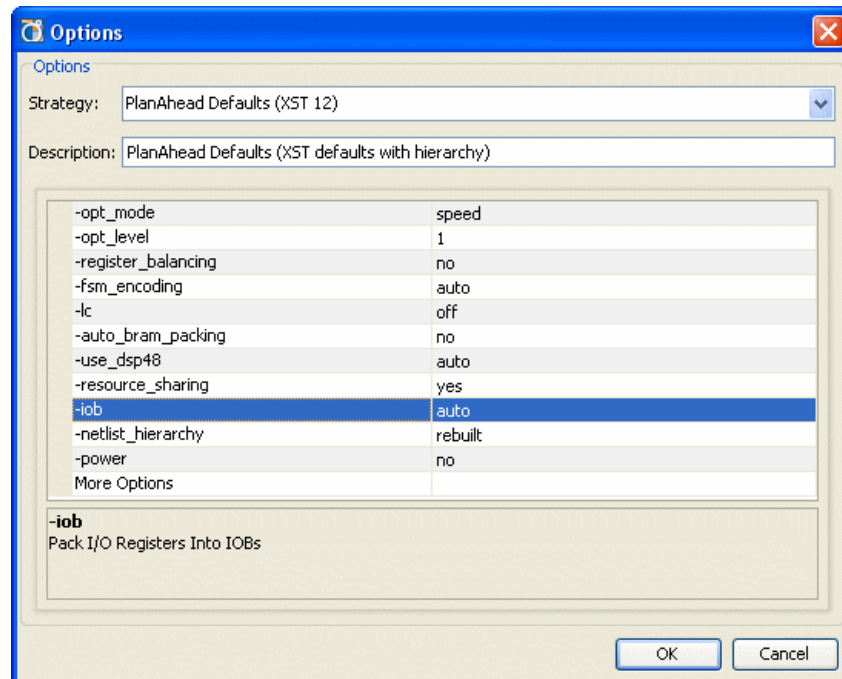 Options
Options
Strategy: PlanAhead Defaults (XST 12)
Description: PlanAhead Defaults (XST defaults with hierarchy)
-opt_mode speed
-opt_level 1
-register_balancing no
-fsm_encoding auto
-lc off
-auto_bram_packing no
-use_dsp48 auto
-resource_sharing yes
-iob auto
-netlist_hierarchy rebuilt
-power no
More Options
-iob
Pack I/O Registers Into IOBs
OK Cancel